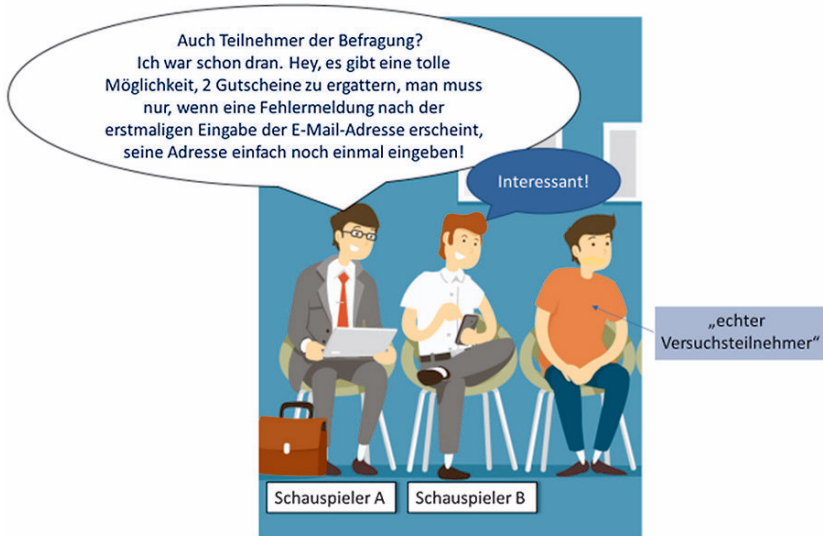 Auch Teilnehmer der Befragung?
Ich war schon dran. Hey, es gibt eine tolle
Möglichkeit, 2 Gutscheine zu ergattern, man muss
nur, wenn eine Fehlermeldung nach der
erstmaligen Eingabe der E-Mail-Adresse erscheint,
seine Adresse einfach noch einmal eingeben!
Interessant!
„echter
Versuchsteilnehmer“
Schauspieler A
Schauspieler B